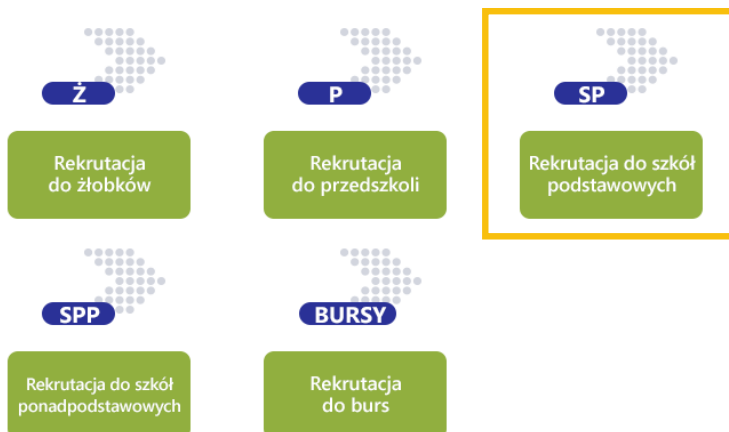 Ż
Rekrutacja
do żłobków
P
Rekrutacja
do przedszkoli
SP
Rekrutacja do szkół
podstawowych
SPP
Rekrutacja do szkół
ponadpodstawowych
BURSY
Rekrutacja
do burs